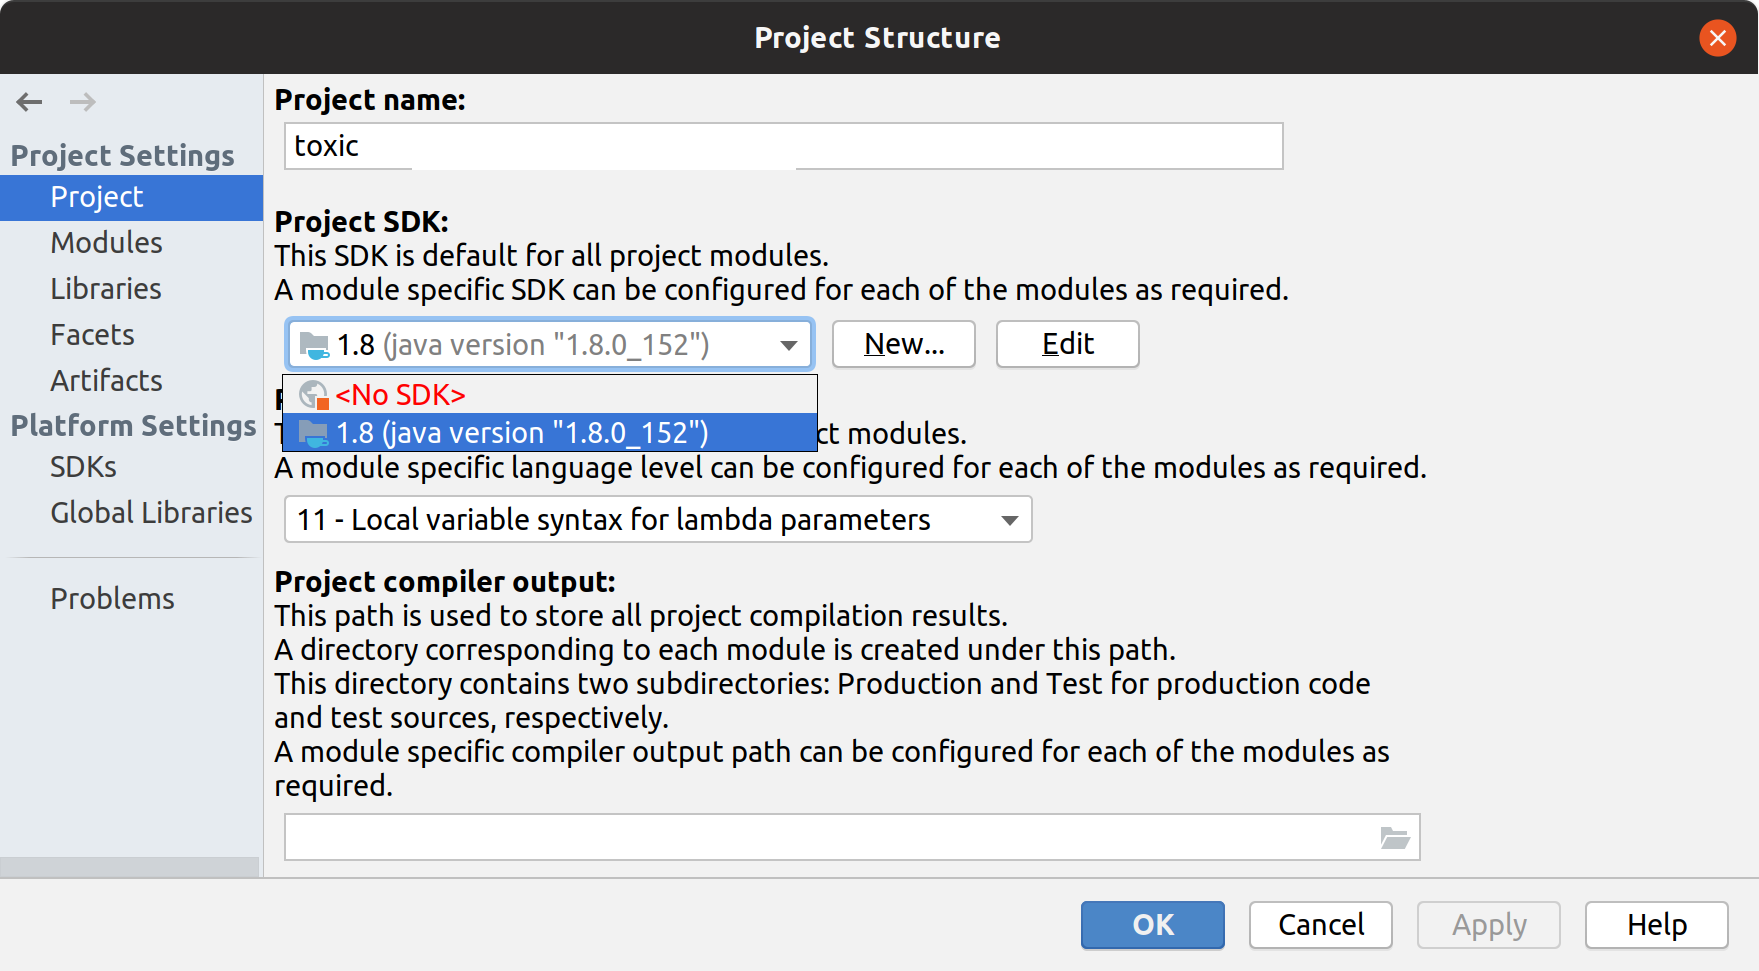 Project Structure
Project Settings
Project
Modules
Libraries
Facets
Artifacts
Platform Settings
SDKs
Global Libraries
Problems
Project name:
toxic
Project SDK:
This SDK is default for all project modules.
A module specific SDK can be configured for each of the modules as required.
1.8 (java version "1.8.0_152")
New...
Edit
<No SDK>
1.8 (java version "1.8.0_152")
modules.
A module specific language level can be configured for each of the modules as required.
11 - Local variable syntax for lambda parameters
Project compiler output:
This path is used to store all project compilation results.
A directory corresponding to each module is created under this path.
This directory contains two subdirectories: Production and Test for production code
and test sources, respectively.
A module specific compiler output path can be configured for each of the modules as
required.
OK
Cancel
Apply
Help